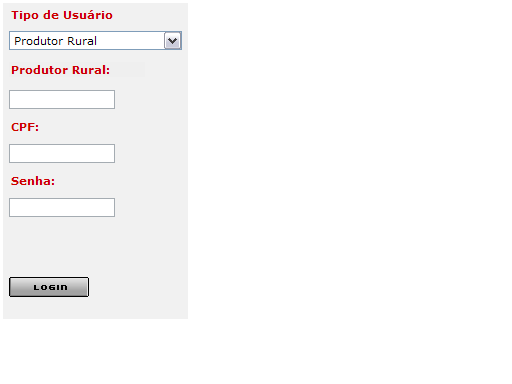 Tipo de Usuário
Produtor Rural
Produtor Rural:
CPF:
Senha:
LOGIN